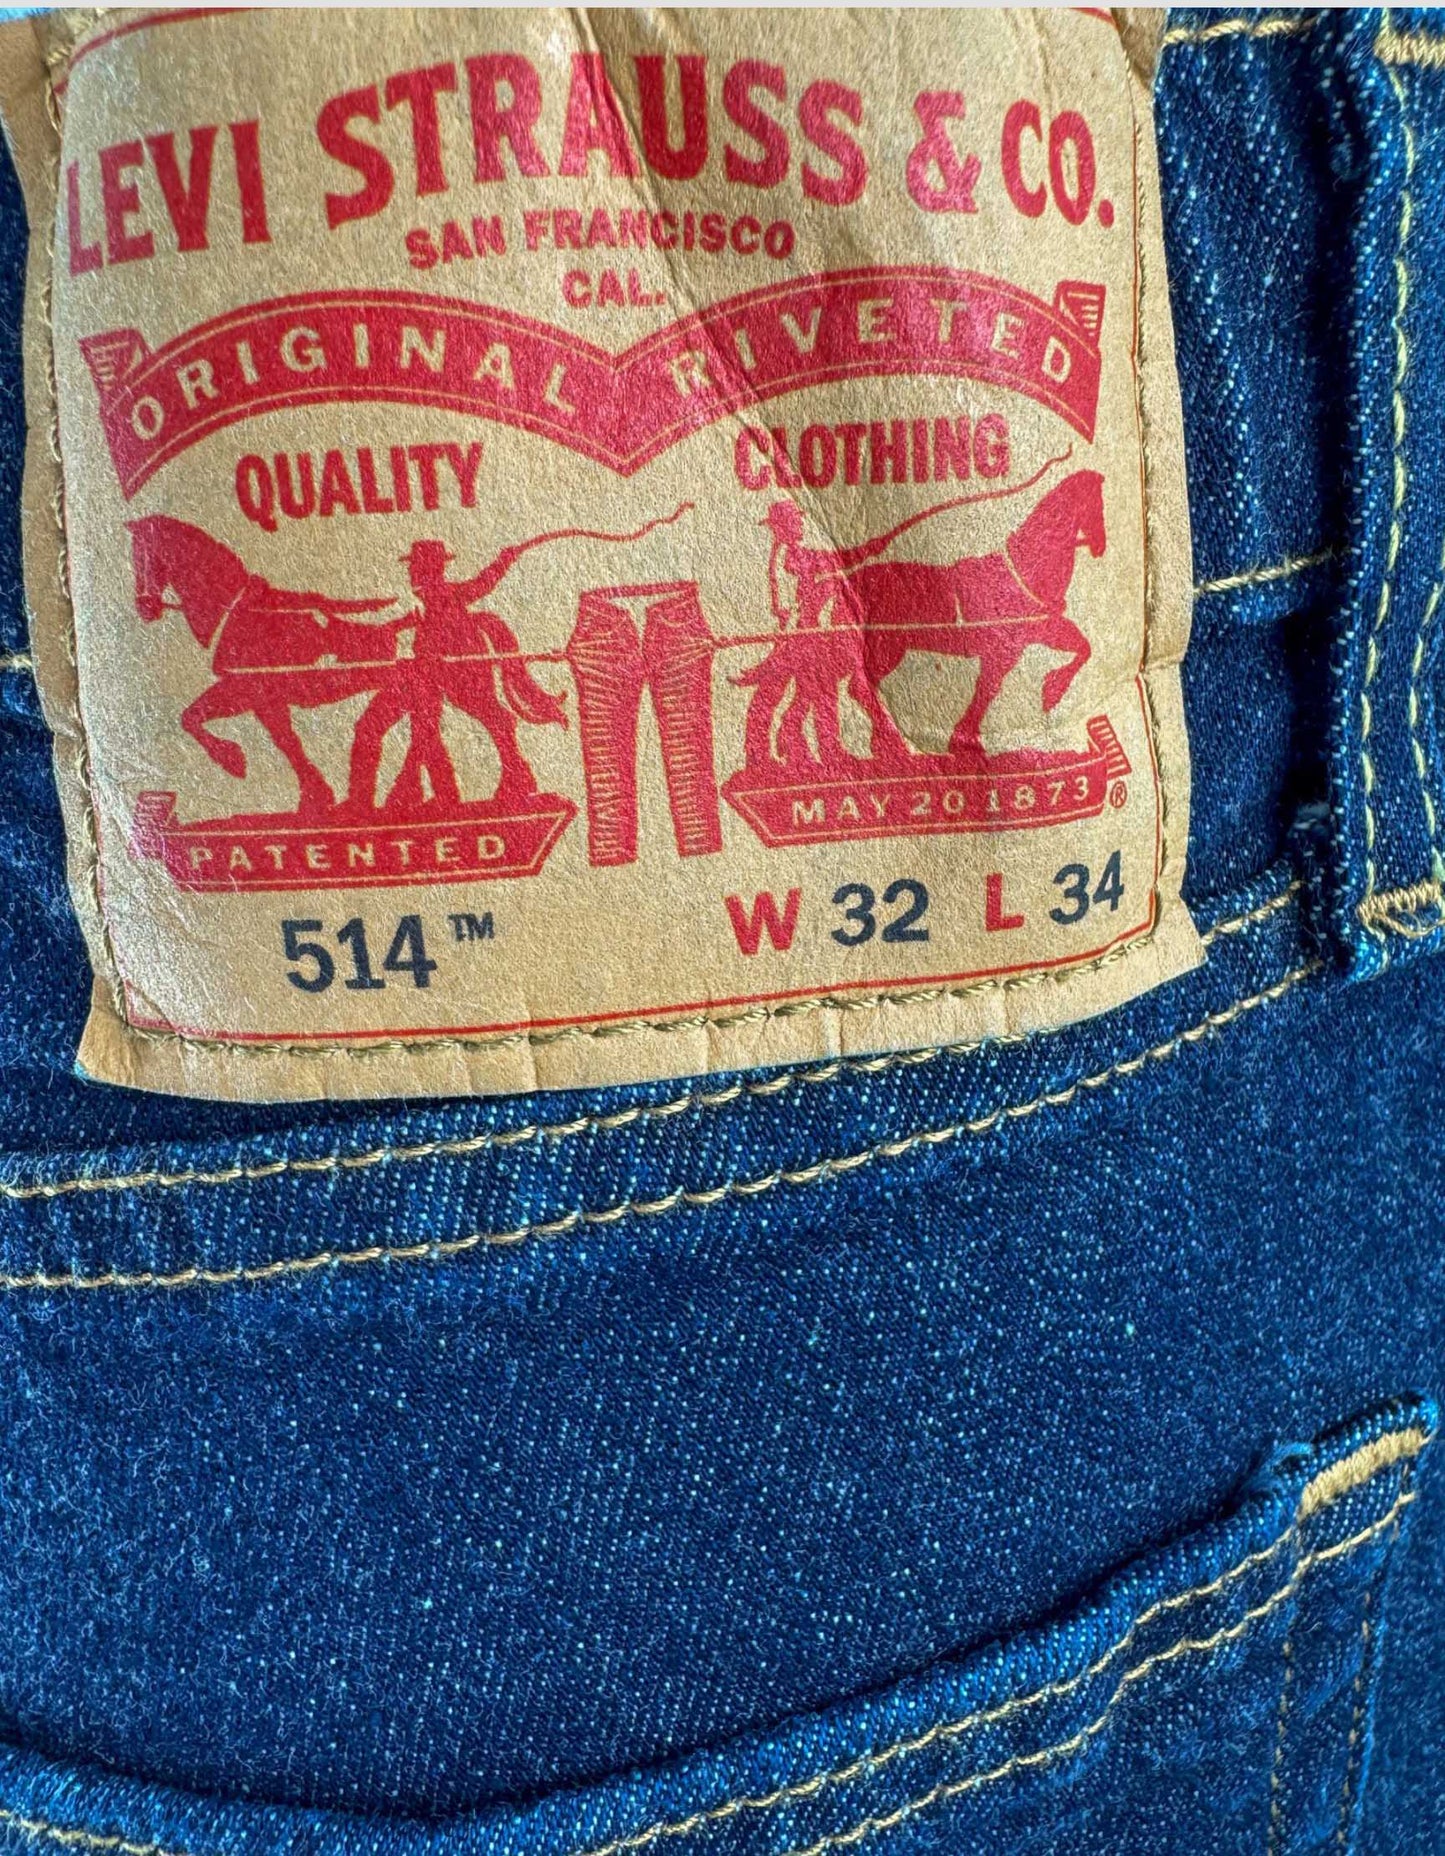 LEVI STRAUSS & CO.
SAN FRANCISCO
CAL.
ORIGINAL RIVETED
QUALITY CLOTHING
PATENTED MAY 20 1873 ®
514™ W 32 L 34